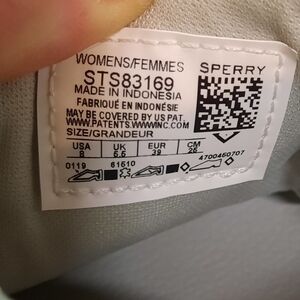 WOMENS/FEMMES SPERRY
STS83169
MADE IN INDONESIA
FABRIQUÉ EN INDONÉSIE
MAY BE COVERED BY US PAT.
WWW.PATENTS.WWWINC.COM
SIZE/GRANDEUR
USA UK EUR CM
8 5.5 39 25
0119 61510 4700460707